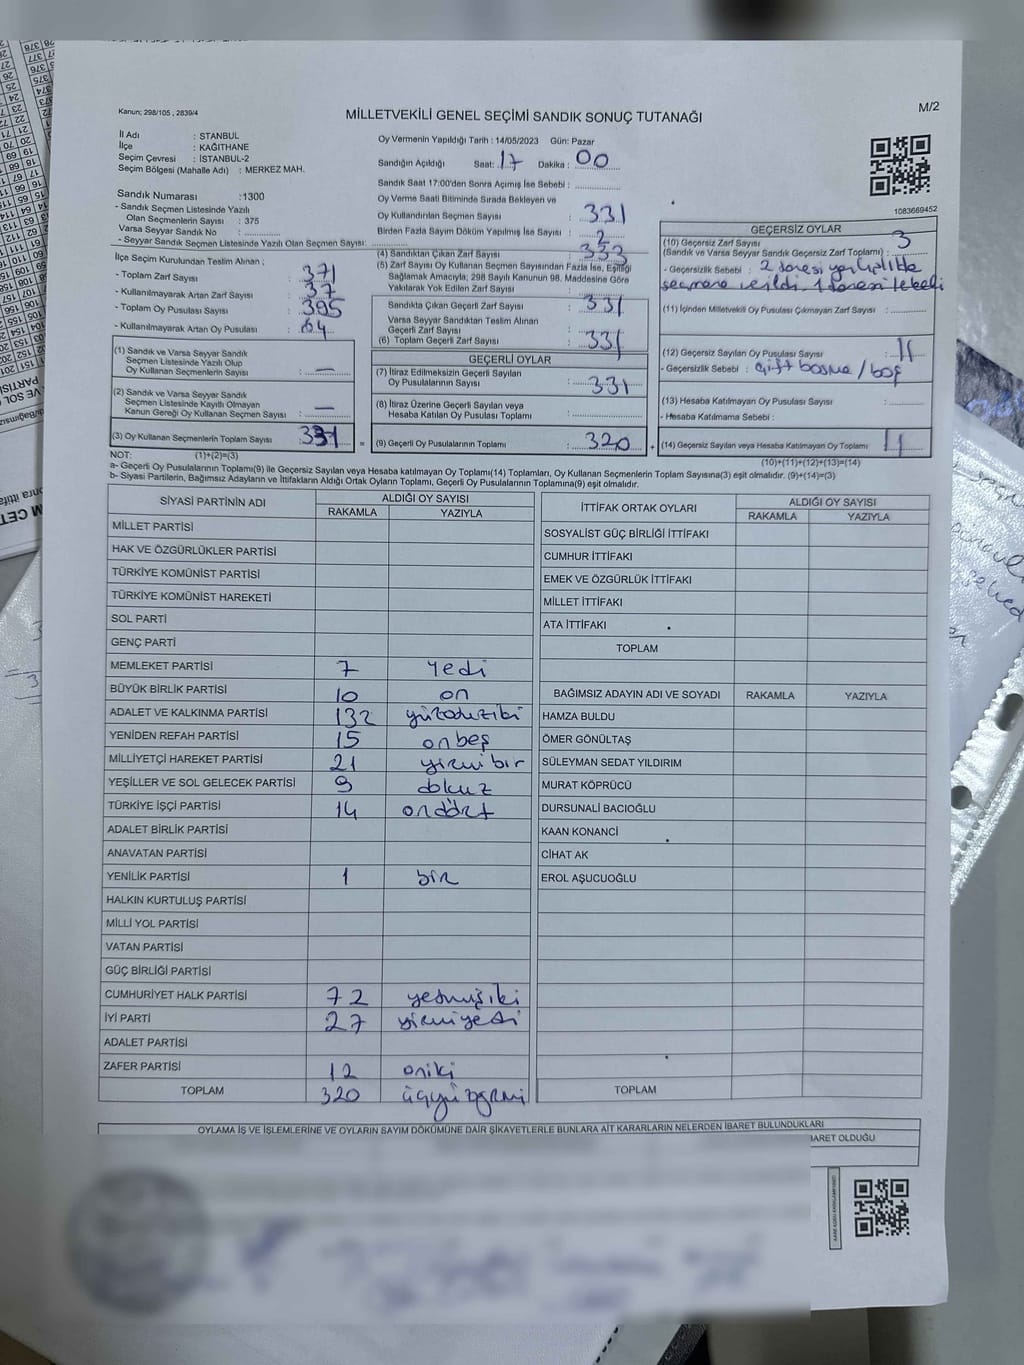 Kanun; 298/105 , 2839/4
MİLLETVEKİLİ GENEL SEÇİMİ SANDIK SONUÇ TUTANAĞI
M/2
İl Adı : STANBUL
İlçe : KAĞITHANE
Seçim Çevresi : İSTANBUL-2
Seçim Bölgesi (Mahalle Adı) : MERKEZ MAH.
Sandık Numarası :1300
- Sandık Seçmen Listesinde Yazılı
Olan Seçmenlerin Sayısı : 375
Varsa Seyyar Sandık No :
- Seyyar Sandık Seçmen Listesinde Yazılı Olan Seçmen Sayısı:
Oy Vermenin Yapıldığı Tarih : 14/05/2023 Gün: Pazar
Sandığın Açıldığı Saat: 17 Dakika : 00
Sandık Saat 17:00'den Sonra Açımış İse Sebebi :
Oy Verme Saati Bitiminde Sırada Bekleyen ve
Oy Kullandırılan Seçmen Sayısı : 331
Birden Fazla Sayım Döküm Yapılmış İse Sayısı : 2
1083669452
İlçe Seçim Kurulundan Teslim Alınan ;
- Toplam Zarf Sayısı : 371
- Kullanılmayarak Artan Zarf Sayısı : 37
- Toplam Oy Pusulası Sayısı : 395
- Kullanılmayarak Artan Oy Pusulası : 64
(4) Sandıktan Çıkan Zarf Sayısı : 333
(5) Zarf Sayısı Oy Kullanan Seçmen Sayısından Fazla İse, Eşitliği
Sağlamak Amacıyla; 298 Sayılı Kanunun 98. Maddesine Göre
Yakılarak Yok Edilen Zarf Sayısı
Sandıkta Çıkan Geçerli Zarf Sayısı : 331
Varsa Seyyar Sandıktan Teslim Alınan
Geçerli Zarf Sayısı
(6) Toplam Geçerli Zarf Sayısı : 331
GEÇERSİZ OYLAR
(10) Geçersiz Zarf Sayısı 3
(Sandık ve Varsa Seyyar Sandık Geçersiz Zarf Toplamı) :
- Geçersizlik Sebebi : 2 tanesi yanlışlıkla
seçmene verildi. 1 tanesi
(11) İçinden Milletvekili Oy Pusulası Çıkmayan Zarf Sayısı :
(12) Geçersiz Sayılan Oy Pusulası Sayısı : 11
- Geçersizlik Sebebi : çift basma / boş
(13) Hesaba Katılmayan Oy Pusulası Sayısı :
- Hesaba Katılmama Sebebi :
(14) Geçersiz Sayılan veya Hesaba Katılmayan Oy Toplamı : 11
(1) Sandık ve Varsa Seyyar Sandık
Seçmen Listesinde Yazılı Olup
Oy Kullanan Seçmenlerin Sayısı : —
(2) Sandık ve Varsa Seyyar Sandık
Seçmen Listesinde Kayıtlı Olmayan
Kanun Gereği Oy Kullanan Seçmen Sayısı : —
(3) Oy Kullanan Seçmenlerin Toplam Sayısı : 331 =
GEÇERLİ OYLAR
(7) İtiraz Edilmeksizin Geçerli Sayılan
Oy Pusulalarının Sayısı : 331
(8) İtiraz Üzerine Geçerli Sayılan veya
Hesaba Katılan Oy Pusulası Toplamı :
(9) Geçerli Oy Pusulalarının Toplamı : 320 +
NOT: (1)+(2)=(3)
(10)+(11)+(12)+(13)=(14)
a- Geçerli Oy Pusulalarının Toplamı(9) ile Geçersiz Sayılan veya Hesaba katılmayan Oy Toplamı(14) Toplamları, Oy Kullanan Seçmenlerin Toplam Sayısına(3) eşit olmalıdır. (9)+(14)=(3)
b- Siyasi Partilerin, Bağımsız Adayların ve İttifakların Aldığı Ortak Oyların Toplamı, Geçerli Oy Pusulalarının Toplamına(9) eşit olmalıdır.
SİYASİ PARTİNİN ADI ALDIĞI OY SAYISI
RAKAMLA YAZIYLA
MİLLET PARTİSİ
HAK VE ÖZGÜRLÜKLER PARTİSİ
TÜRKİYE KOMÜNİST PARTİSİ
TÜRKİYE KOMÜNİST HAREKETİ
SOL PARTİ
GENÇ PARTİ
MEMLEKET PARTİSİ 7 yedi
BÜYÜK BİRLİK PARTİSİ 10 on
ADALET VE KALKINMA PARTİSİ 132 yüzotuziki
YENİDEN REFAH PARTİSİ 15 onbeş
MİLLİYETÇİ HAREKET PARTİSİ 21 yirmibir
YEŞİLLER VE SOL GELECEK PARTİSİ 9 dokuz
TÜRKİYE İŞÇİ PARTİSİ 14 ondört
ADALET BİRLİK PARTİSİ
ANAVATAN PARTİSİ
YENİLİK PARTİSİ 1 bir
HALKIN KURTULUŞ PARTİSİ
MİLLİ YOL PARTİSİ
VATAN PARTİSİ
GÜÇ BİRLİĞİ PARTİSİ
CUMHURİYET HALK PARTİSİ 72 yetmişiki
İYİ PARTİ 27 yirmiyedi
ADALET PARTİSİ
ZAFER PARTİSİ 12 oniki
TOPLAM 320 üçyüzyirmi
İTTİFAK ORTAK OYLARI ALDIĞI OY SAYISI
RAKAMLA YAZIYLA
SOSYALİST GÜÇ BİRLİĞİ İTTİFAKI
CUMHUR İTTİFAKI
EMEK VE ÖZGÜRLÜK İTTİFAKI
MİLLET İTTİFAKI
ATA İTTİFAKI
TOPLAM
BAĞIMSIZ ADAYIN ADI VE SOYADI RAKAMLA YAZIYLA
HAMZA BULDU
ÖMER GÖNÜLTAŞ
SÜLEYMAN SEDAT YILDIRIM
MURAT KÖPRÜCÜ
DURSUNALİ BACIOĞLU
KAAN KONANCİ
CİHAT AK
EROL AŞUCUOĞLU
TOPLAM
OYLAMA İŞ VE İŞLEMLERİNE VE OYLARIN SAYIM DÖKÜMÜNE DAİR ŞİKAYETLERLE BUNLARA AİT KARARLARIN NELERDEN İBARET BULUNDUKLARI
BARET OLDUĞU